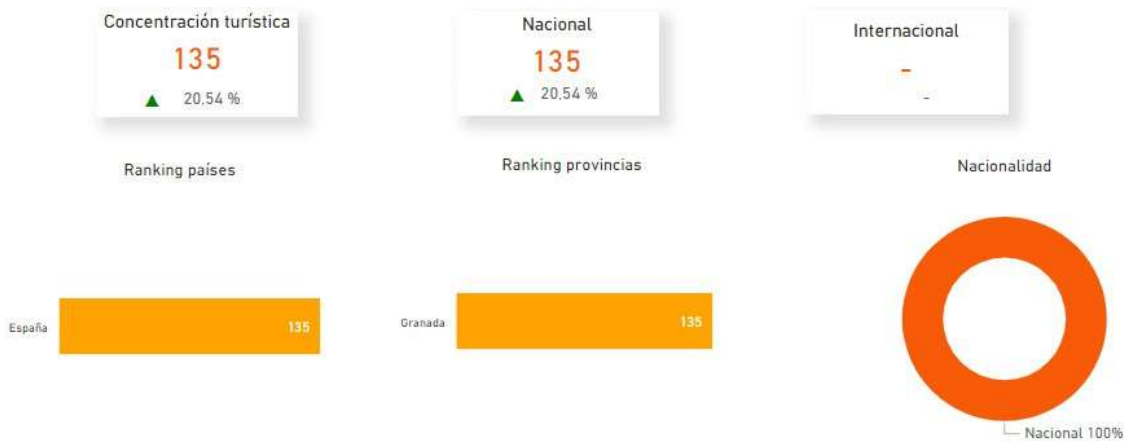 Concentración turística
135
▲ 20,54 %
Nacional
135
▲ 20,54 %
Internacional
-
-
Ranking países
España 135
Ranking provincias
Granada 135
Nacionalidad
Nacional 100%